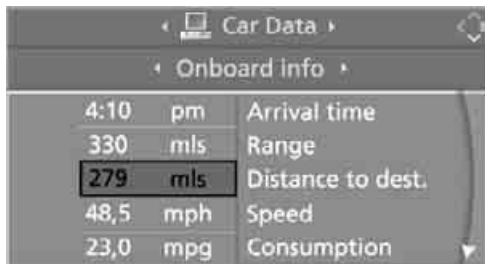 Car Data
Onboard info
4:10 pm Arrival time
330 mls Range
279 mls Distance to dest.
48,5 mph Speed
23,0 mpg Consumption